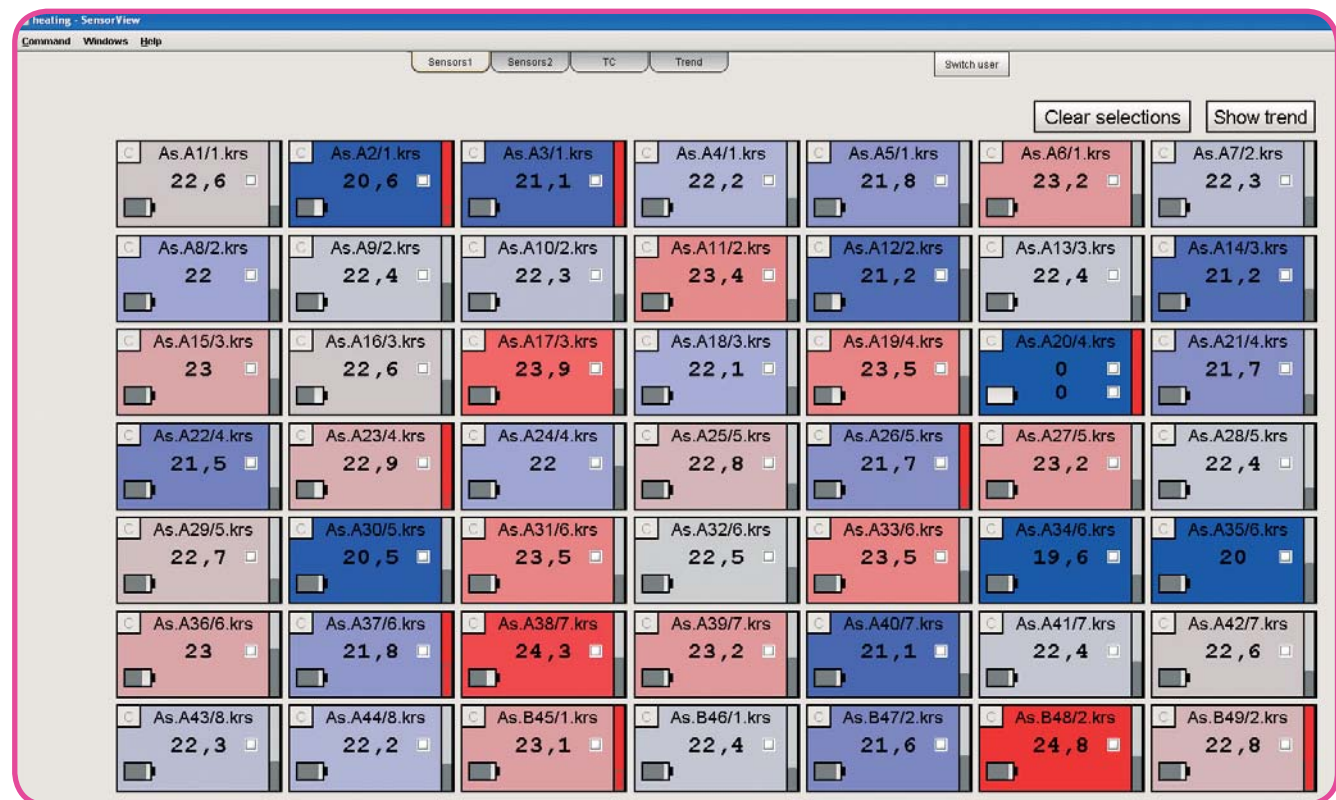 heating - SensorView
Command Windows Help
Sensors1 Sensors2 TC Trend Switch user
Clear selections Show trend
C As.A1/1.krs C As.A2/1.krs C As.A3/1.krs C As.A4/1.krs C As.A5/1.krs C As.A6/1.krs C As.A7/2.krs
22,6 20,6 21,1 22,2 21,8 23,2 22,3
C As.A8/2.krs C As.A9/2.krs C As.A10/2.krs C As.A11/2.krs C As.A12/2.krs C As.A13/3.krs C As.A14/3.krs
22 22,4 22,3 23,4 21,2 22,4 21,2
C As.A15/3.krs C As.A16/3.krs C As.A17/3.krs C As.A18/3.krs C As.A19/4.krs C As.A20/4.krs C As.A21/4.krs
23 22,6 23,9 22,1 23,5 0 21,7
0
C As.A22/4.krs C As.A23/4.krs C As.A24/4.krs C As.A25/5.krs C As.A26/5.krs C As.A27/5.krs C As.A28/5.krs
21,5 22,9 22 22,8 21,7 23,2 22,4
C As.A29/5.krs C As.A30/5.krs C As.A31/6.krs C As.A32/6.krs C As.A33/6.krs C As.A34/6.krs C As.A35/6.krs
22,7 20,5 23,5 22,5 23,5 19,6 20
C As.A36/6.krs C As.A37/6.krs C As.A38/7.krs C As.A39/7.krs C As.A40/7.krs C As.A41/7.krs C As.A42/7.krs
23 21,8 24,3 23,2 21,1 22,4 22,6
C As.A43/8.krs C As.A44/8.krs C As.B45/1.krs C As.B46/1.krs C As.B47/2.krs C As.B48/2.krs C As.B49/2.krs
22,3 22,2 23,1 22,4 21,6 24,8 22,8